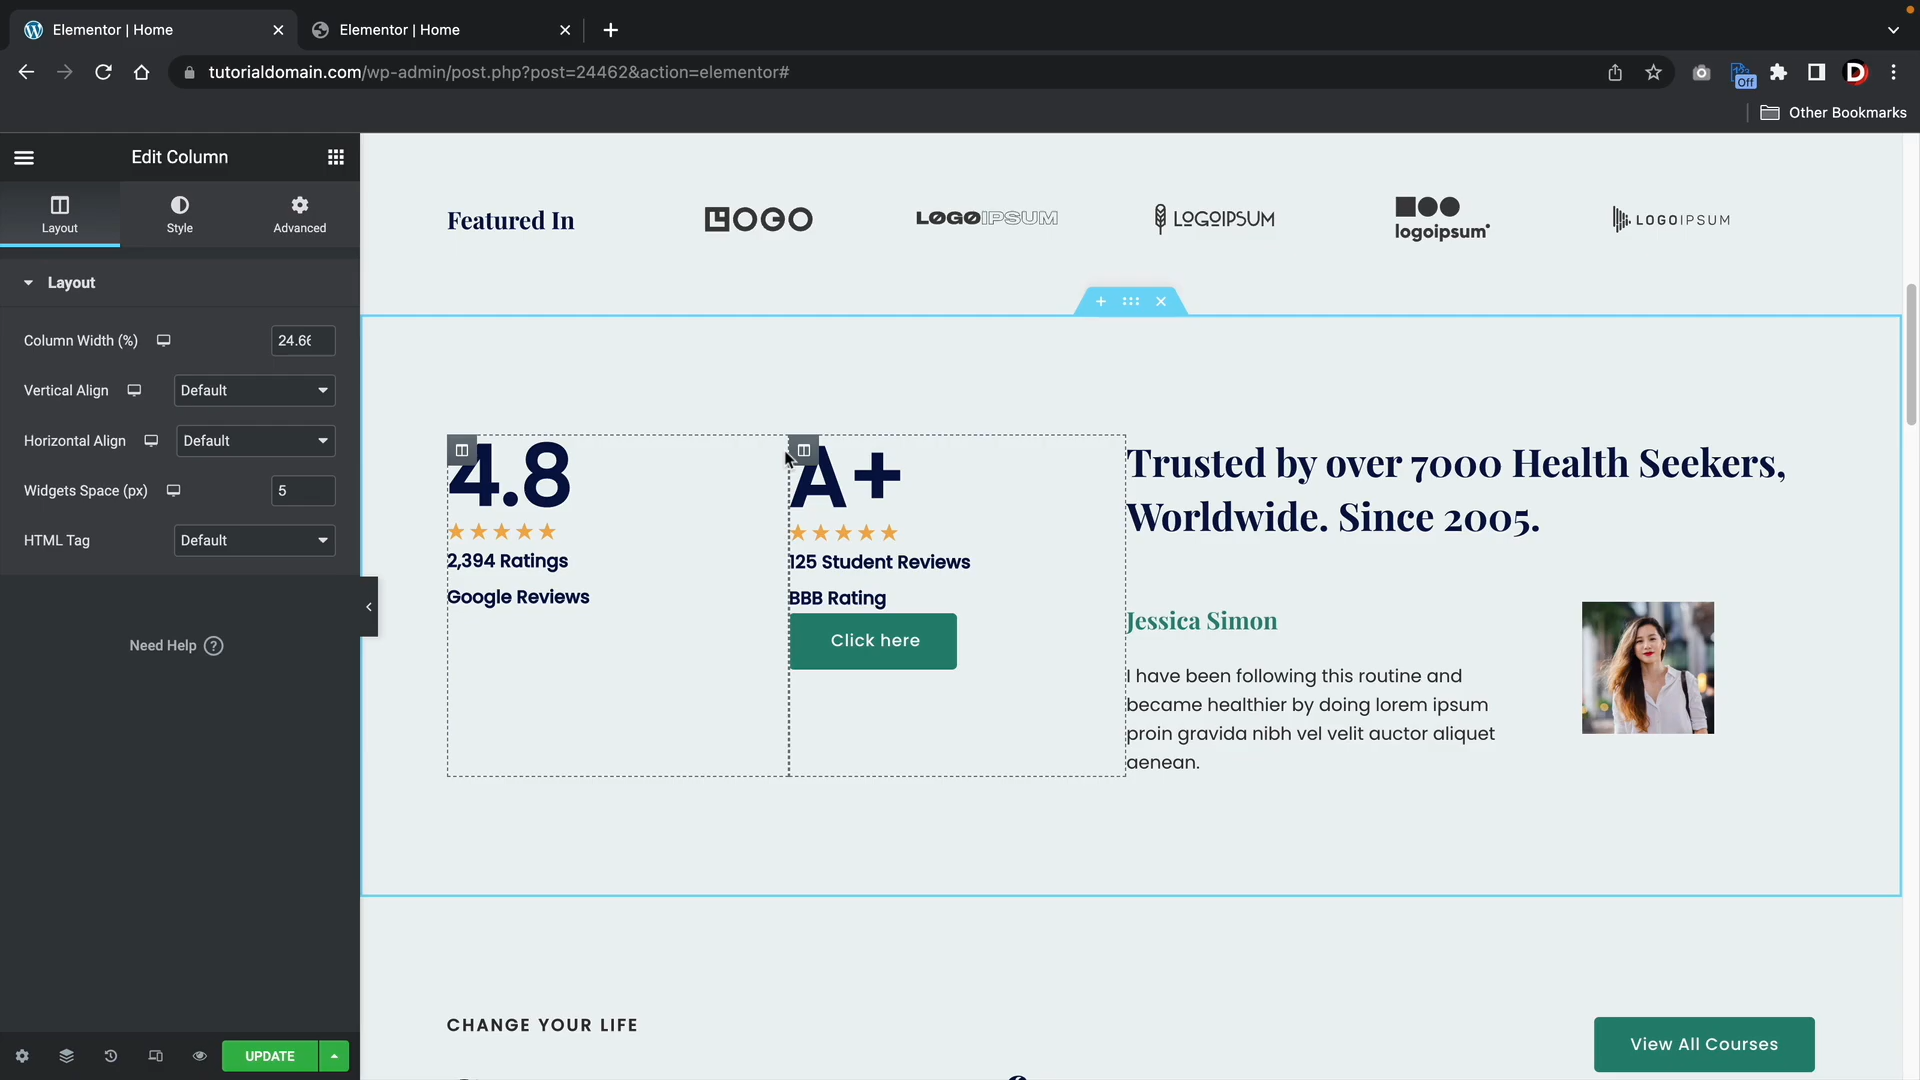 Elementor | Home
Elementor | Home
tutorialdomain.com/wp-admin/post.php?post=24462&action=elementor#
Off
D
Other Bookmarks
Edit Column
Layout
Style
Advanced
Layout
Column Width (%)
24.66
Vertical Align
Default
Horizontal Align
Default
Widgets Space (px)
5
HTML Tag
Default
Need Help
UPDATE
Featured In
LOGO
LOGOIPSUM
LOGOIPSUM
logoipsum
LOGOIPSUM
4.8
2,394 Ratings
Google Reviews
A+
125 Student Reviews
BBB Rating
Click here
Trusted by over 7000 Health Seekers,
Worldwide. Since 2005.
Jessica Simon
I have been following this routine and
became healthier by doing lorem ipsum
proin gravida nibh vel velit auctor aliquet
aenean.
CHANGE YOUR LIFE
View All Courses